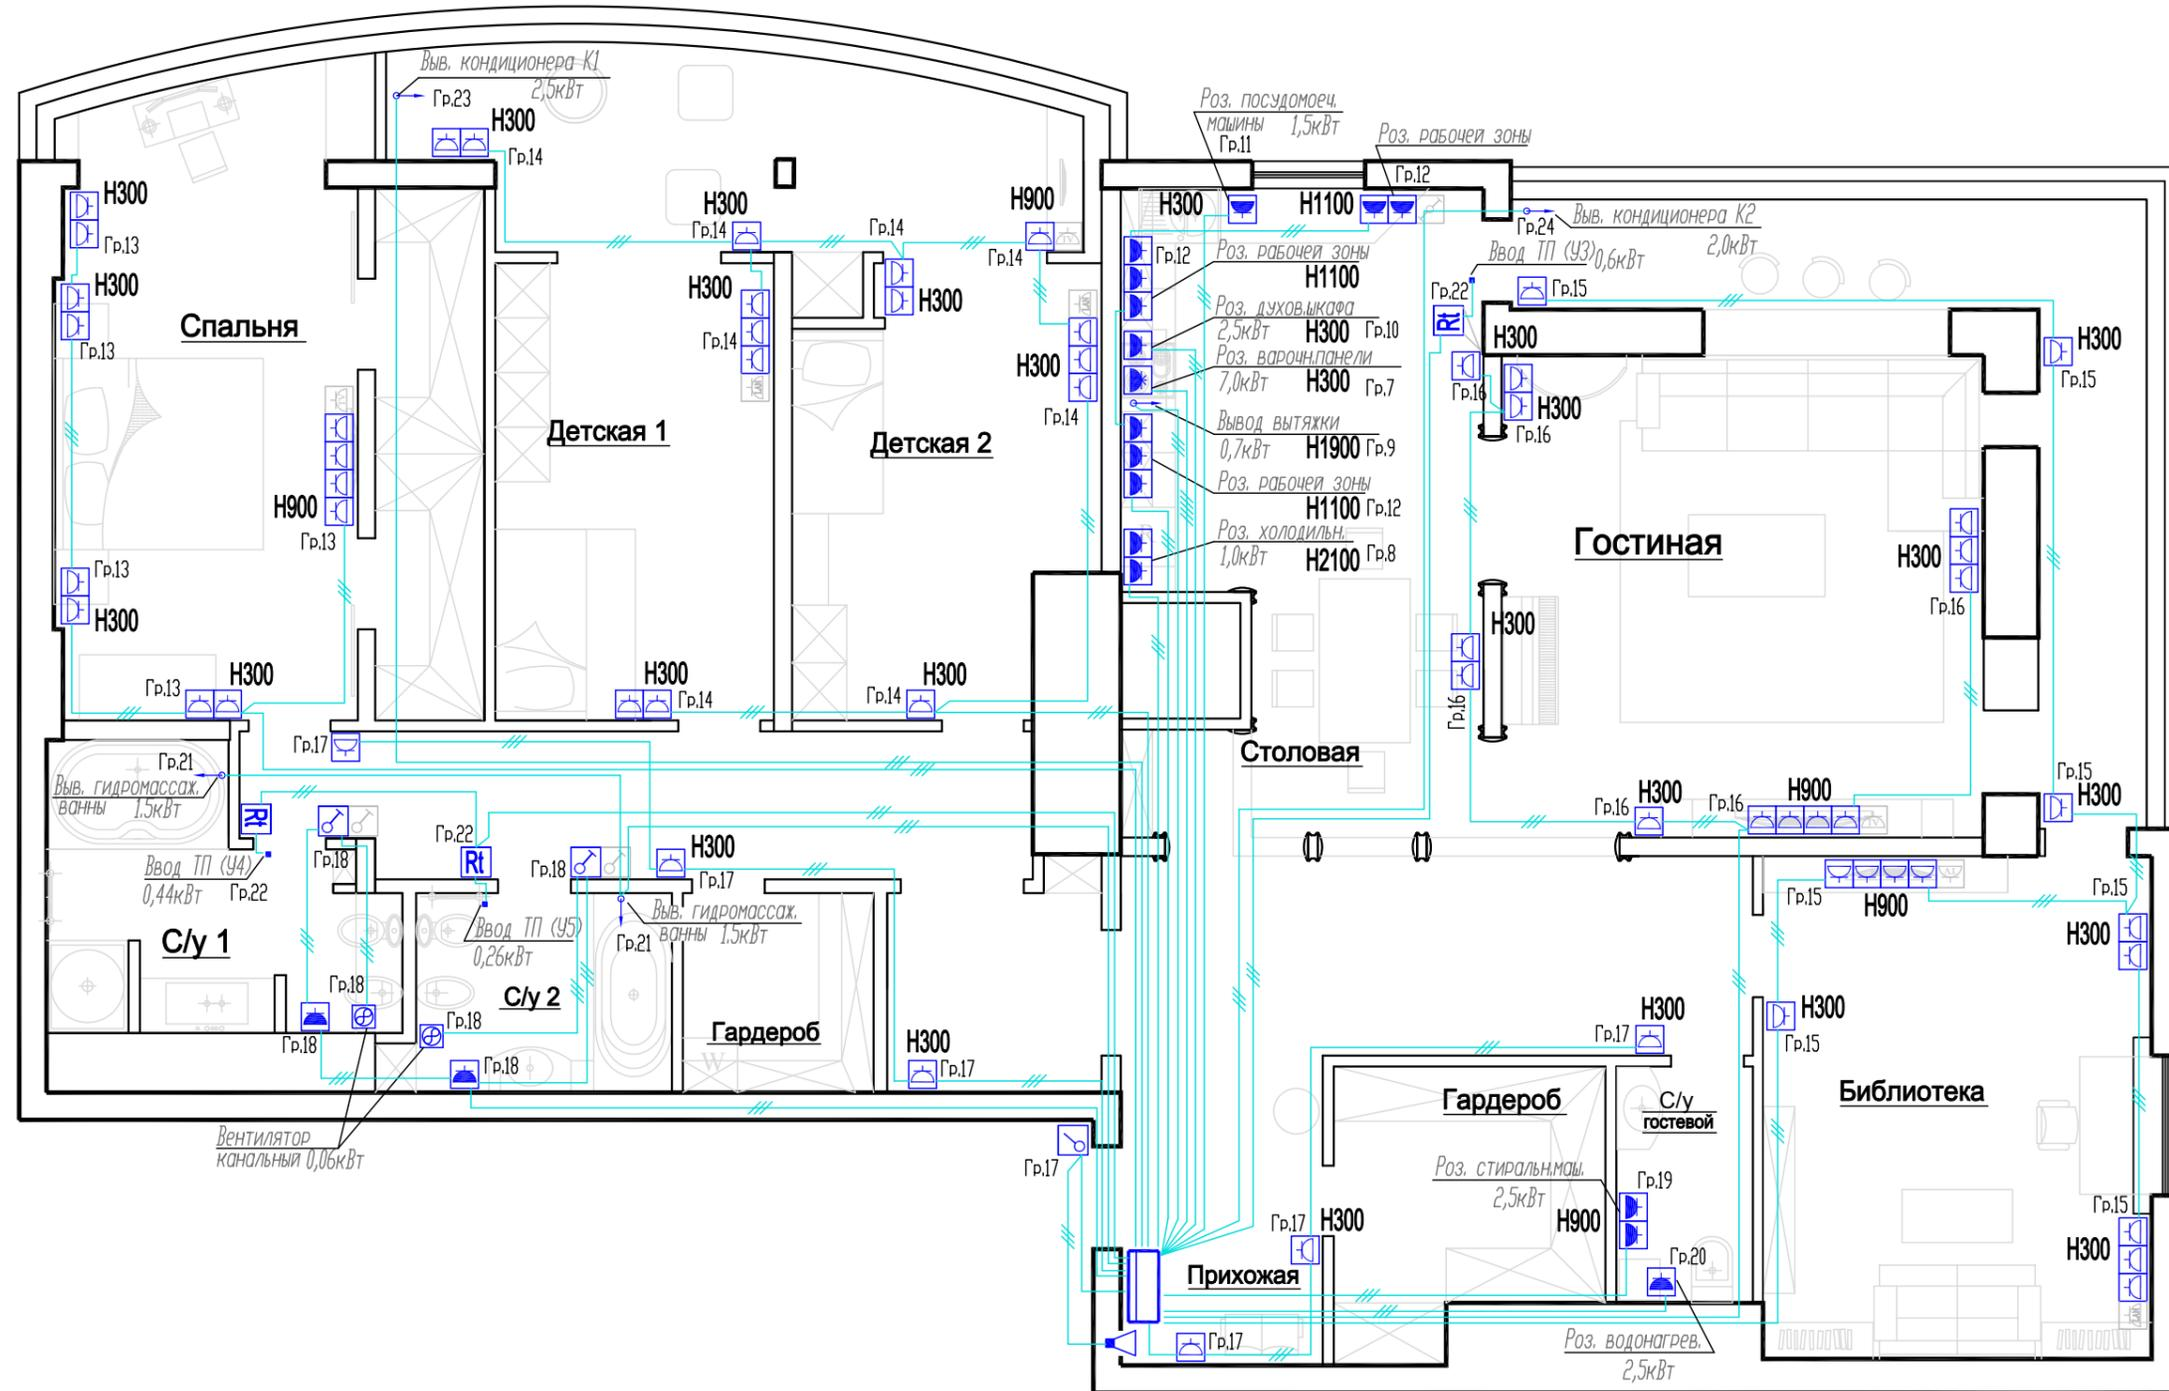 Выв. кондиционера К1
2,5кВт
Гр.23
Н300
Гр.14
Роз. посудомоеч.
машины 1,5кВт
Гр.11
Роз. рабочей зоны
Гр.12
Н300
Гр.13
Н300
Гр.14
Гр.14
Н900
Гр.14
Н300
Н1100
Гр.24
Выв. кондиционера К2
2,0кВт
Гр.12
Роз. рабочей зоны
Н1100
Ввод ТП (У3)
0,6кВт
Н300
Гр.13
Спальня
Н300
Гр.14
Н300
Роз. духов.шкафа
2,5кВт
Н300 Гр.10
Гр.22
Rt
Гр.15
Н300
Н300
Гр.15
Роз. варочн.панели
7,0кВт
Н300 Гр.7
Гр.16
Н300
Гр.16
Н300
Гр.14
Детская 1
Детская 2
Вывод вытяжки
0,7кВт
Н1900 Гр.9
Роз. рабочей зоны
Н1100 Гр.12
Н900
Гр.13
Роз. холодильн.
1,0кВт
Н2100 Гр.8
Гостиная
Н300
Гр.16
Гр.13
Н300
Н300
Гр.16
Гр.13
Н300
Н300
Гр.14
Гр.14
Н300
Гр.17
Столовая
Гр.21
Выв. гидромассаж.
ванны 1.5кВт
Rt
Гр.16
Н300
Гр.16
Н900
Гр.15
Н300
Гр.18
Гр.22
Rt
Гр.18
Н300
Гр.17
Ввод ТП (У4)
0,44кВт
Гр.22
Гр.15
Н900
Гр.15
Н300
С/у 1
Ввод ТП (У5)
0,26кВт
Выв. гидромассаж.
ванны 1.5кВт
Гр.21
Гр.18
С/у 2
Гр.18
Гардероб
W
Гр.18
Гр.18
Н300
Гр.17
Н300
Гр.17
Н300
Гр.15
Библиотека
Гардероб
С/у
гостевой
Вентилятор
канальный 0,06кВт
Гр.17
Роз. стиральн.маш.
2,5кВт
Гр.19
Н900
Гр.17
Н300
Гр.15
Н300
Гр.20
Прихожая
Гр.17
Роз. водонагрев.
2,5кВт